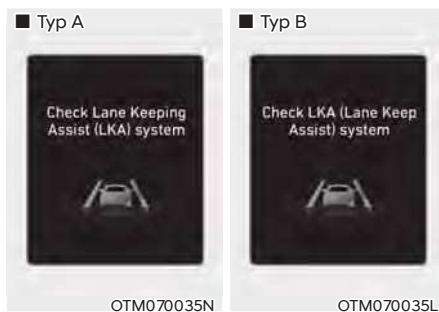 ■ Typ A
Check Lane Keeping
Assist (LKA) system
OTM070035N
■ Typ B
Check LKA (Lane Keep
Assist) system
OTM070035L